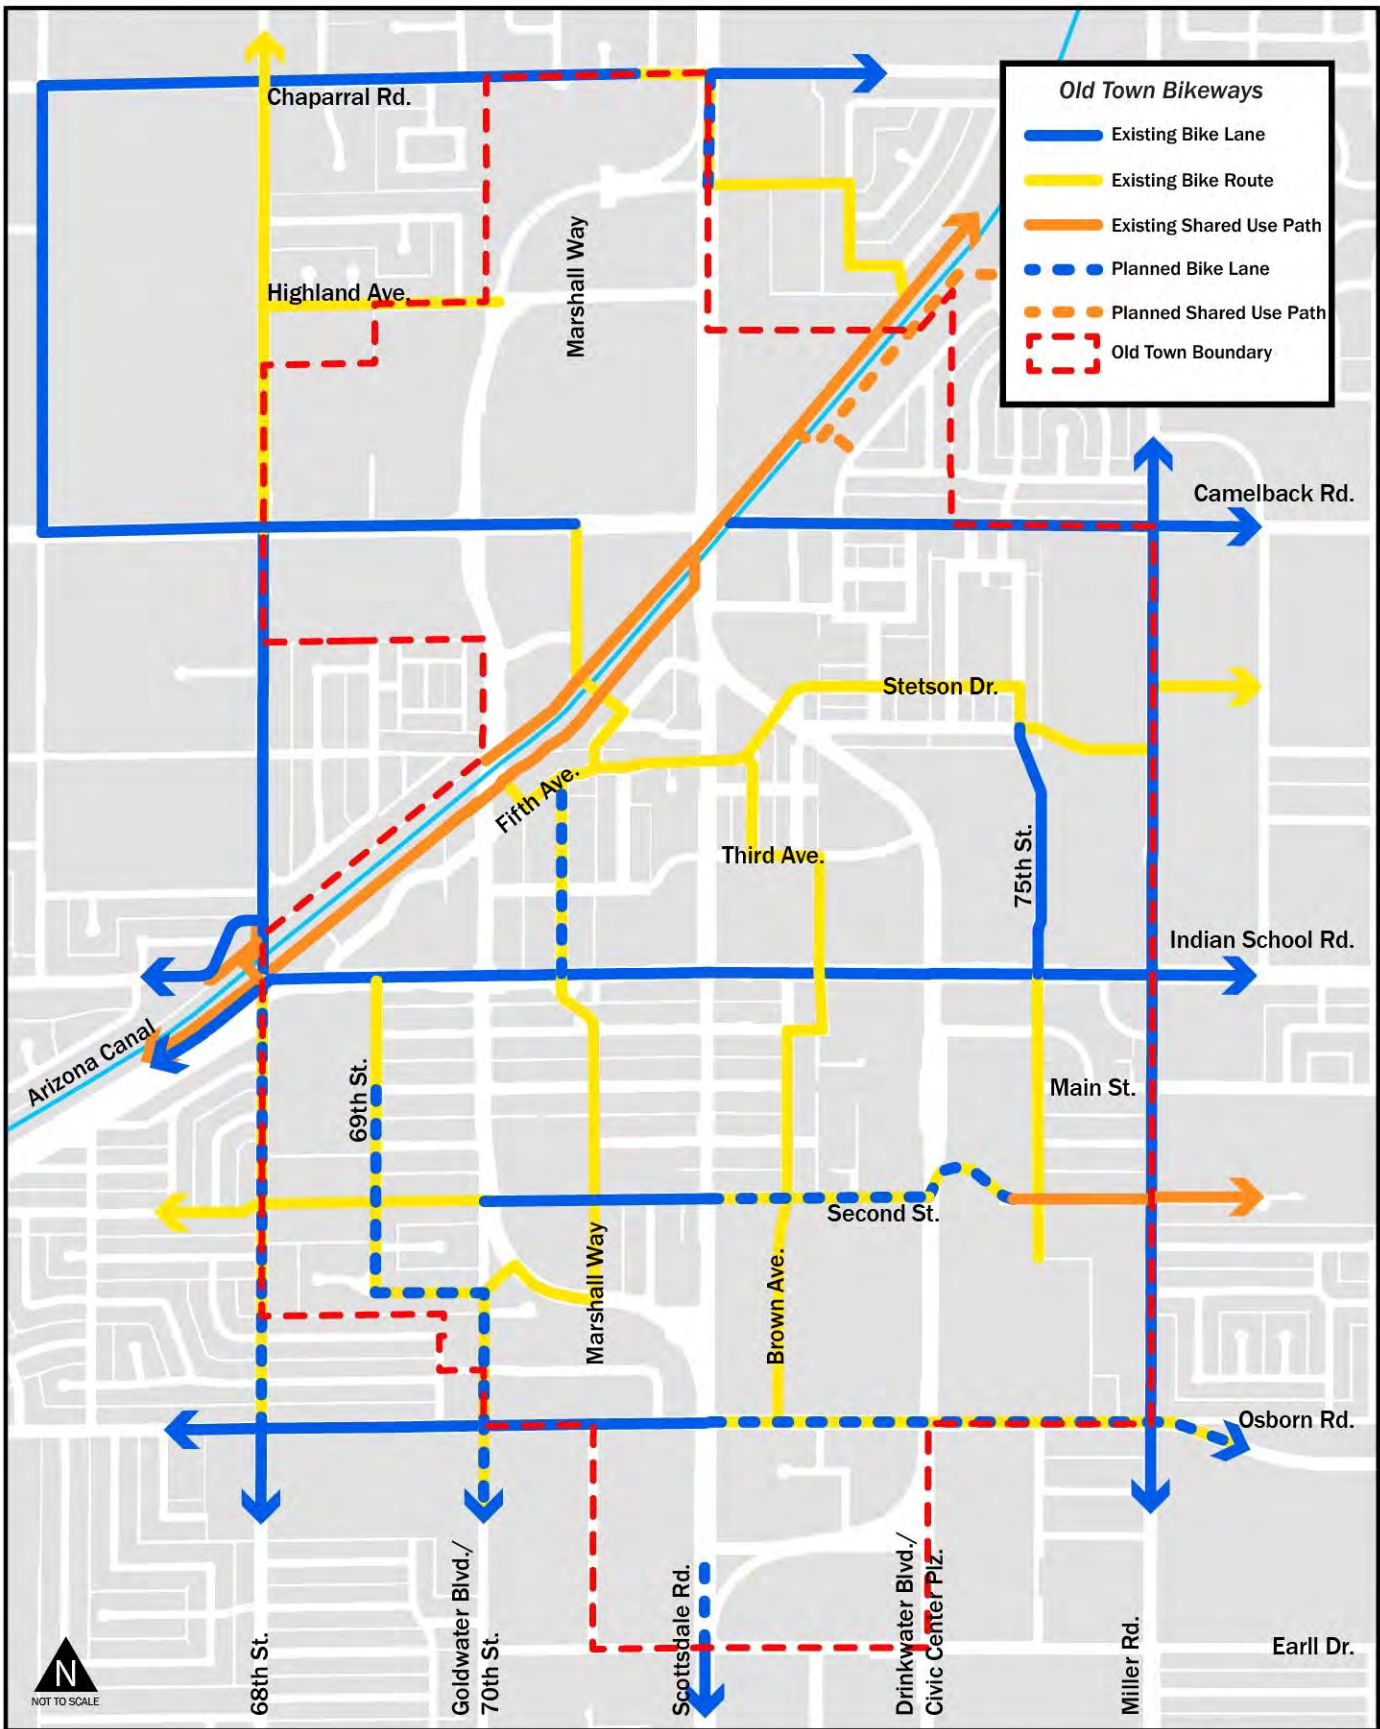 Old Town Bikeways
Existing Bike Lane
Existing Bike Route
Existing Shared Use Path
Planned Bike Lane
Planned Shared Use Path
Old Town Boundary
Chaparral Rd.
Marshall Way
Highland Ave.
Camelback Rd.
Stetson Dr.
Fifth Ave.
Third Ave.
75th St.
Indian School Rd.
Arizona Canal
69th St.
Main St.
Second St.
Marshall Way
Brown Ave.
Osborn Rd.
68th St.
Goldwater Blvd./
70th St.
Scottsdale Rd.
Drinkwater Blvd./
Civic Center Plz.
Miller Rd.
Earll Dr.
N
NOT TO SCALE